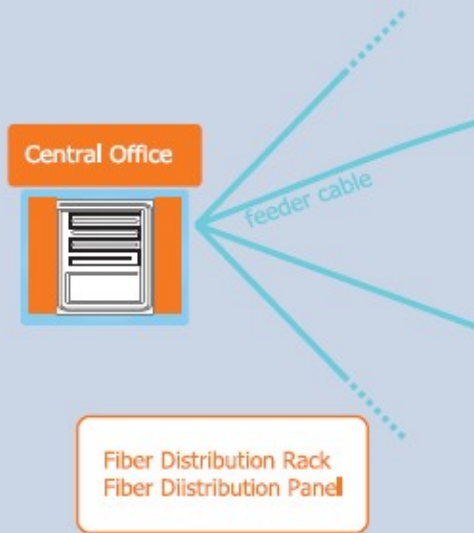 Central Office
feeder cable
Fiber Distribution Rack
Fiber Diistribution Panel